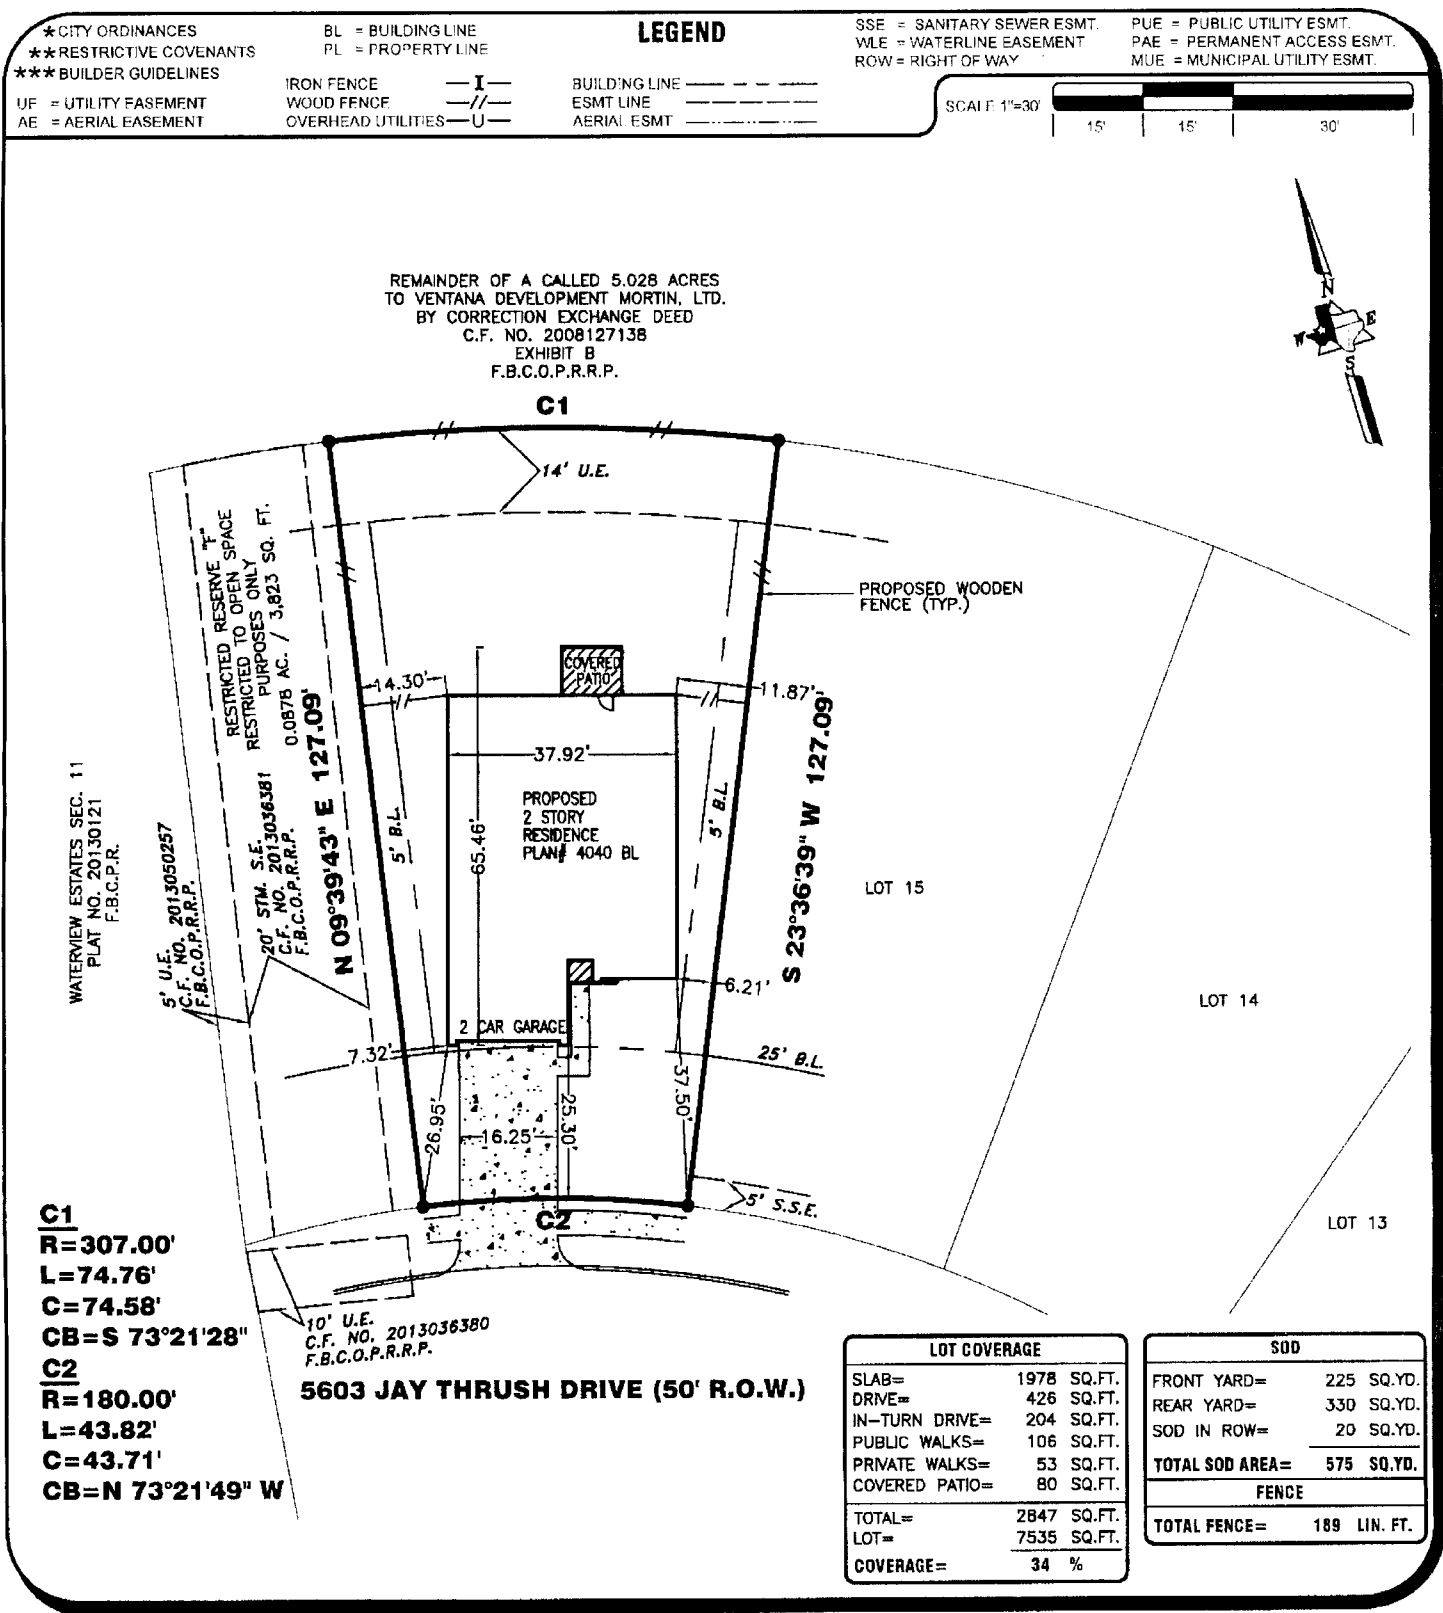 *CITY ORDINANCES
**RESTRICTIVE COVENANTS
***BUILDER GUIDELINES
UE = UTILITY EASEMENT
AE = AERIAL EASEMENT
BL = BUILDING LINE
PL = PROPERTY LINE
IRON FENCE —I—
WOOD FENCE —//—
OVERHEAD UTILITIES —U—
LEGEND
BUILDING LINE
ESMT LINE
AERIAL ESMT
SSE = SANITARY SEWER ESMT.
WLE = WATERLINE EASEMENT
ROW = RIGHT OF WAY
PUE = PUBLIC UTILITY ESMT.
PAE = PERMANENT ACCESS ESMT.
MUE = MUNICIPAL UTILITY ESMT.
SCALE 1"=30'
15' 15' 30'
N
W E
S
REMAINDER OF A CALLED 5.028 ACRES
TO VENTANA DEVELOPMENT MORTIN, LTD.
BY CORRECTION EXCHANGE DEED
C.F. NO. 2008127138
EXHIBIT B
F.B.C.O.P.R.R.P.
C1
14' U.E.
RESTRICTED RESERVE "F"
RESTRICTED TO OPEN SPACE
PURPOSES ONLY
0.0878 AC. / 3,823 SQ. FT.
PROPOSED WOODEN
FENCE (TYP.)
COVERED
PATIO
14.30'
11.87'
37.92'
65.46'
PROPOSED
2 STORY
RESIDENCE
PLAN# 4040 BL
5' B.L.
5' B.L.
N 09°39'43" E 127.09'
S 23°36'39" W 127.09'
WATERVIEW ESTATES SEC. 11
PLAT NO. 20130121
F.B.C.P.R.
5' U.E.
C.F. NO. 2013050257
F.B.C.O.P.R.R.P.
20' STM. S.E.
C.F. NO. 2013036381
F.B.C.O.P.R.R.P.
LOT 15
LOT 14
LOT 13
6.21'
2 CAR GARAGE
7.32'
25' B.L.
26.95'
16.25'
25.30'
37.50'
5' S.S.E.
C2
10' U.E.
C.F. NO. 2013036380
F.B.C.O.P.R.R.P.
C1
R=307.00'
L=74.76'
C=74.58'
CB=S 73°21'28"
C2
R=180.00'
L=43.82'
C=43.71'
CB=N 73°21'49" W
5603 JAY THRUSH DRIVE (50' R.O.W.)
LOT COVERAGE
SLAB= 1978 SQ.FT.
DRIVE= 426 SQ.FT.
IN-TURN DRIVE= 204 SQ.FT.
PUBLIC WALKS= 106 SQ.FT.
PRIVATE WALKS= 53 SQ.FT.
COVERED PATIO= 80 SQ.FT.
TOTAL= 2847 SQ.FT.
LOT= 7535 SQ.FT.
COVERAGE= 34 %
SOD
FRONT YARD= 225 SQ.YD.
REAR YARD= 330 SQ.YD.
SOD IN ROW= 20 SQ.YD.
TOTAL SOD AREA= 575 SQ.YD.
FENCE
TOTAL FENCE= 189 LIN. FT.